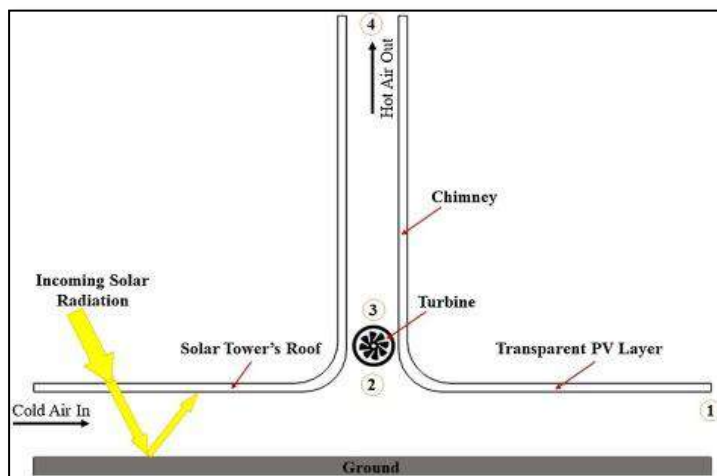 4
Hot Air Out
Chimney
Incoming Solar
Radiation
3
Turbine
Solar Tower's Roof
Transparent PV Layer
2
Cold Air In
1
Ground